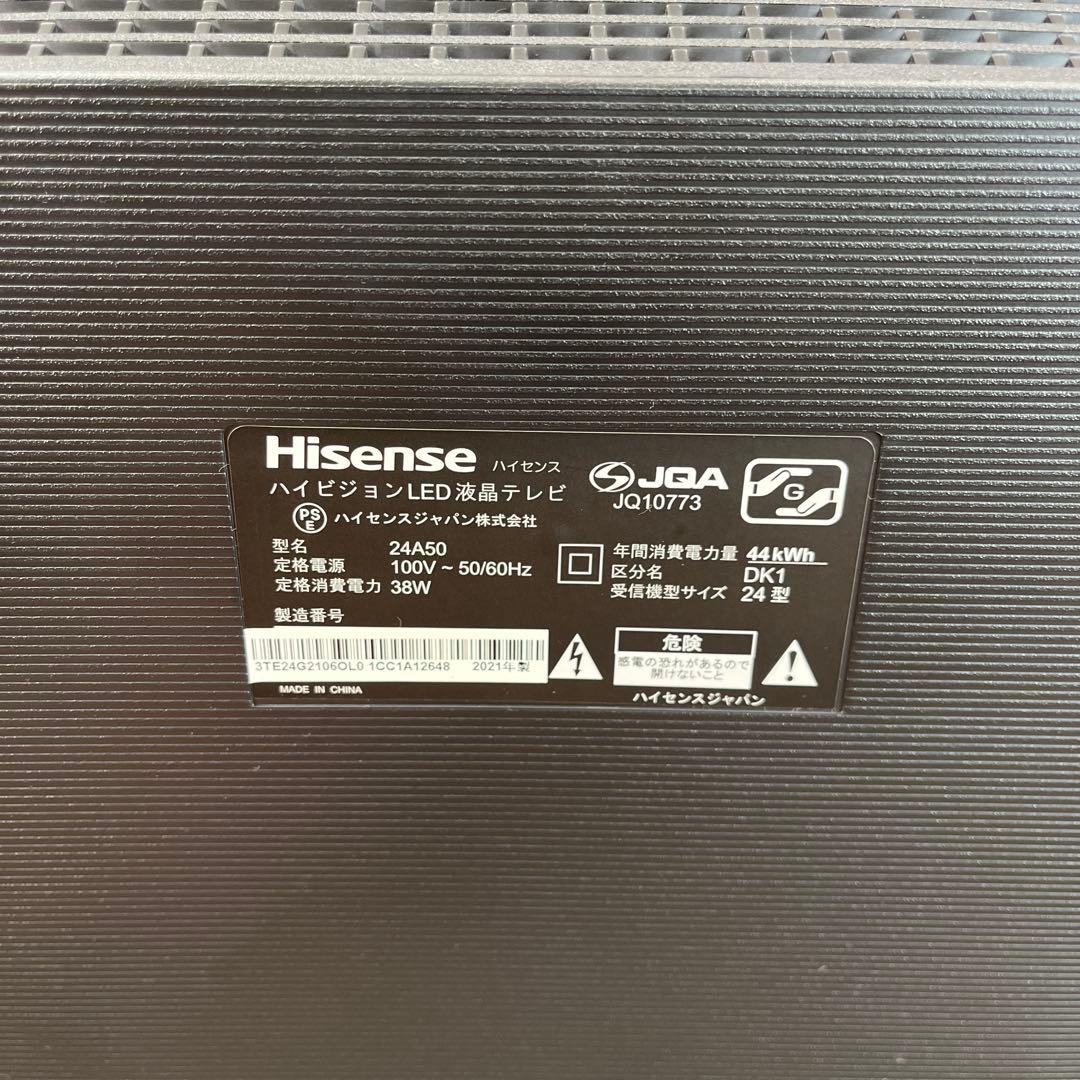 Hisense ハイセンス
ハイビジョンLED液晶テレビ
PSE ハイセンスジャパン株式会社
JQA
JQ10773
G
型名 24A50
定格電源 100V ~ 50/60Hz
定格消費電力 38W
年間消費電力量 44kWh
区分名 DK1
受信機型サイズ 24型
製造番号
3TE24G2106OL0 1CC1A12648 2021年製
MADE IN CHINA
危険
感電の恐れがあるので
開けないこと
ハイセンスジャパン